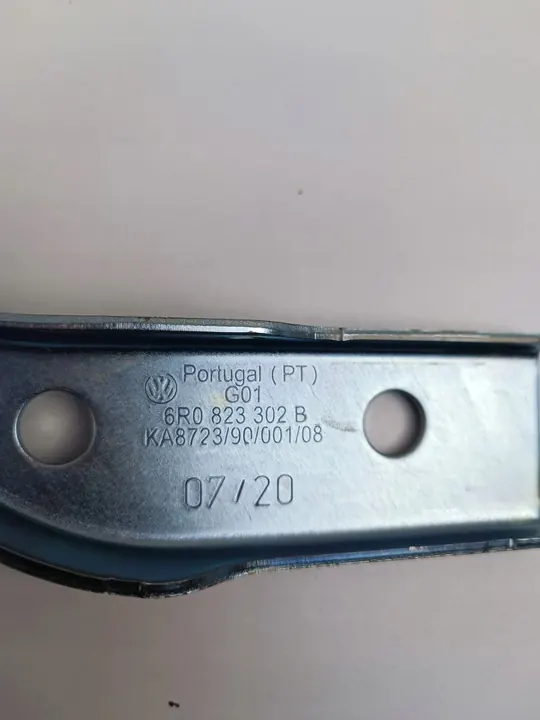 Portugal (PT)
G01
6R0 823 302 B
KA8723/90/001/08
07/20